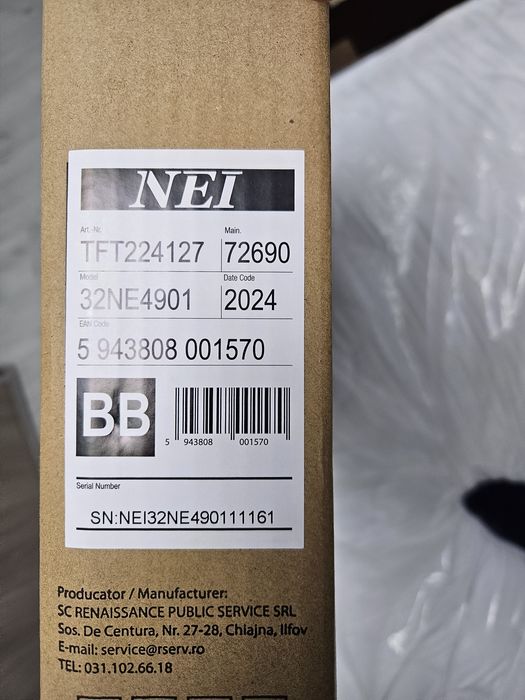 NEI
Art.-Nr. Main.
TFT224127 72690
Model Date Code
32NE4901 2024
EAN Code
5 943808 001570
BB
5 943808 001570
Serial Number
SN:NEI32NE490111161
Producator / Manufacturer:
SC RENAISSANCE PUBLIC SERVICE SRL
Sos. De Centura, Nr. 27-28, Chiajna, Ilfov
E-mail: service@rserv.ro
TEL: 031.102.66.18